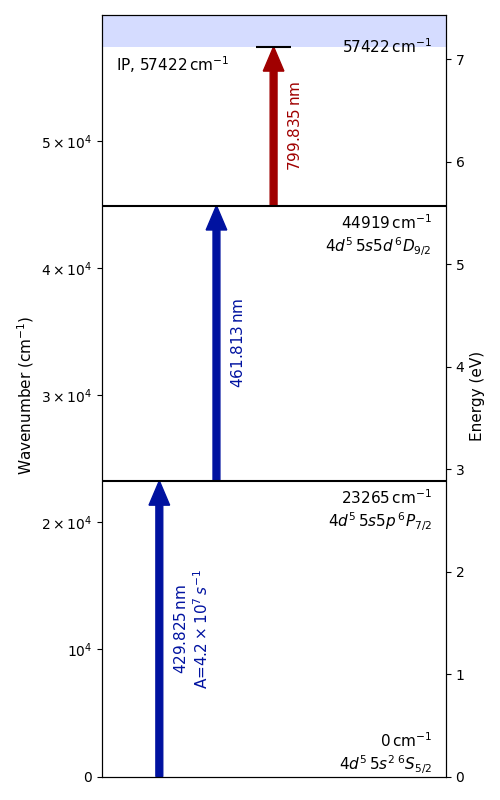 57422 cm⁻¹
IP, 57422 cm⁻¹
799.835 nm
44919 cm⁻¹
4d⁵ 5s5d ⁶D₉/₂
461.813 nm
23265 cm⁻¹
4d⁵ 5s5p ⁶P₇/₂
429.825 nm
A=4.2 × 10⁷ s⁻¹
0 cm⁻¹
4d⁵ 5s² ⁶S₅/₂
Wavenumber (cm⁻¹)
5 × 10⁴
4 × 10⁴
3 × 10⁴
2 × 10⁴
10⁴
0
Energy (eV)
7
6
5
4
3
2
1
0